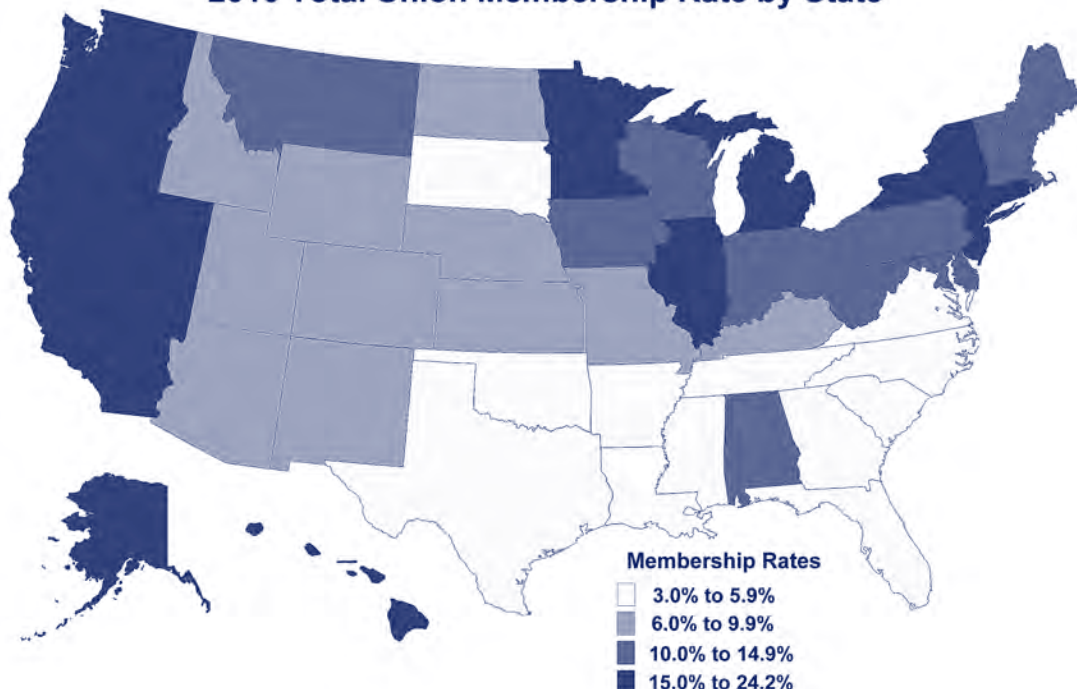 Total Union Membership Rate by State
Membership Rates
3.0% to 5.9%
6.0% to 9.9%
10.0% to 14.9%
15.0% to 24.2%